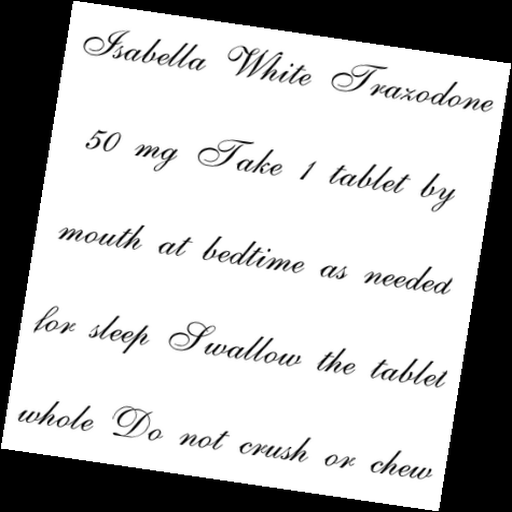 Isabella White Trazodone
50 mg Take 1 tablet by
mouth at bedtime as needed
for sleep Swallow the tablet
whole Do not crush or chew